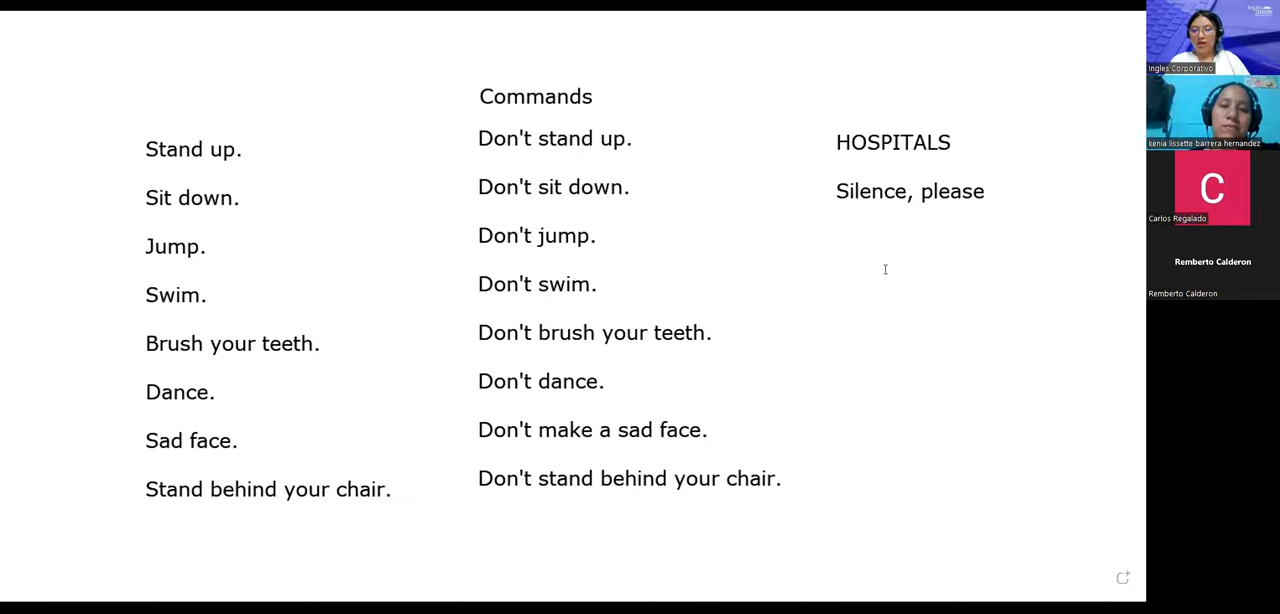 Commands
Stand up.
Sit down.
Jump.
Swim.
Brush your teeth.
Dance.
Sad face.
Stand behind your chair.
Don't stand up.
Don't sit down.
Don't jump.
Don't swim.
Don't brush your teeth.
Don't dance.
Don't make a sad face.
Don't stand behind your chair.
HOSPITALS
Silence, please
Ingles Corporativo
kenia lissette barrera hernandez
C
Carlos Regalado
Remberto Calderon
Remberto Calderon